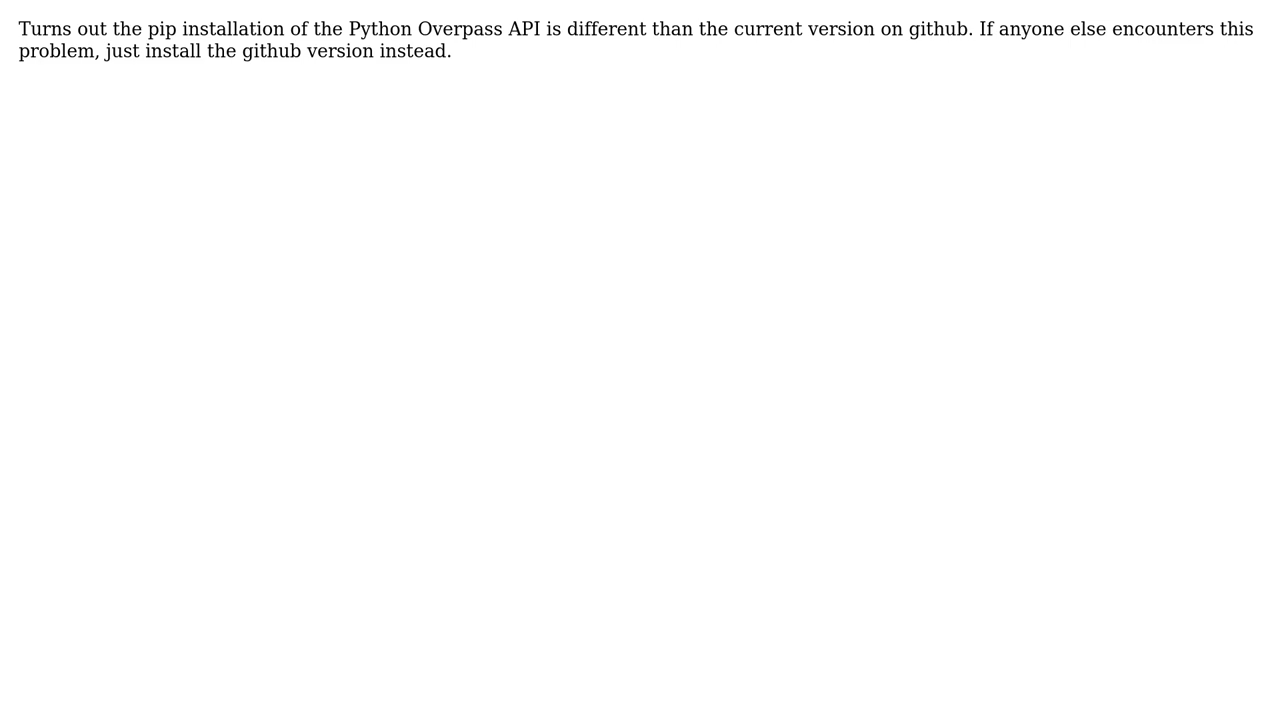 Turns out the pip installation of the Python Overpass API is different than the current version on github. If anyone else encounters this
problem, just install the github version instead.